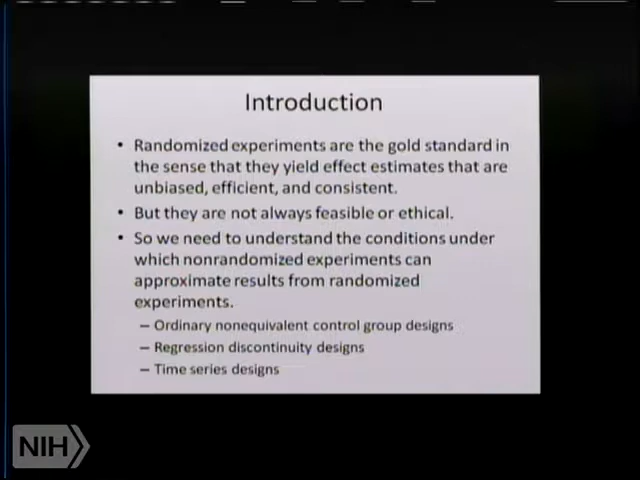 Introduction
• Randomized experiments are the gold standard in
the sense that they yield effect estimates that are
unbiased, efficient, and consistent.
• But they are not always feasible or ethical.
• So we need to understand the conditions under
which nonrandomized experiments can
approximate results from randomized
experiments.
– Ordinary nonequivalent control group designs
– Regression discontinuity designs
– Time series designs
NIH